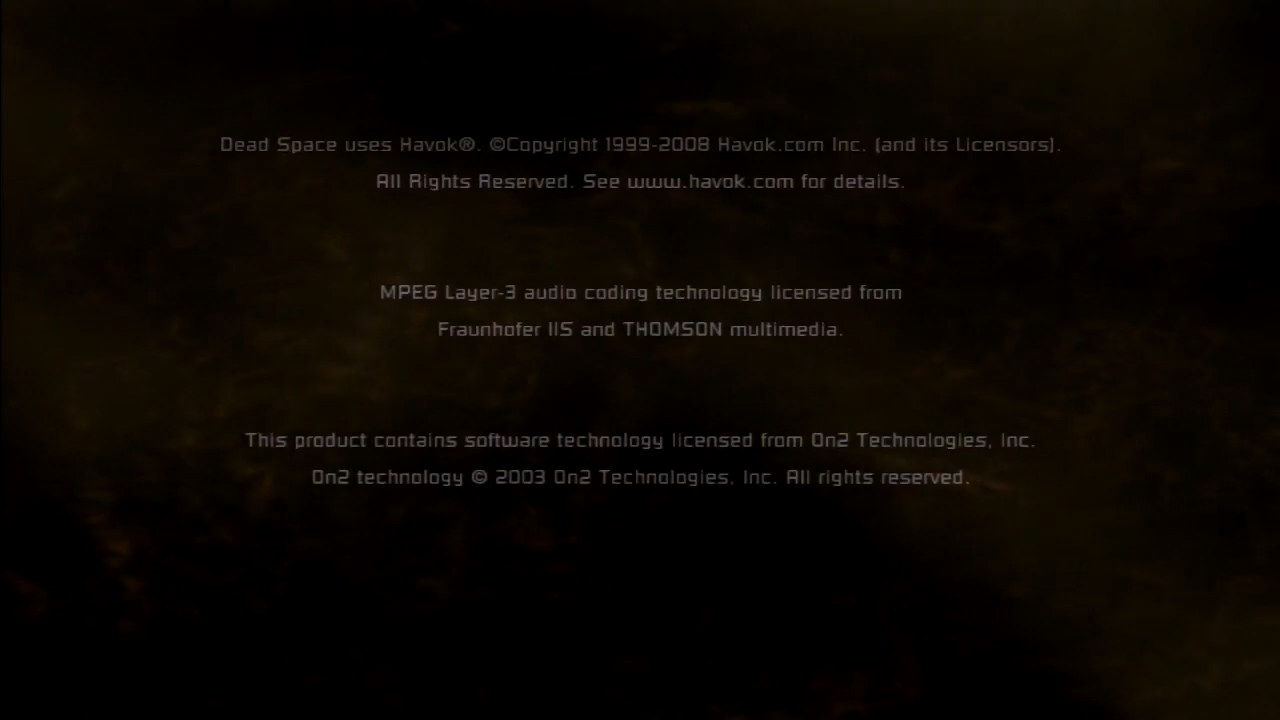 Dead Space uses Havok®. ©Copyright 1999-2008 Havok.com Inc. (and its Licensors).
All Rights Reserved. See www.havok.com for details.
MPEG Layer-3 audio coding technology licensed from
Fraunhofer IIS and THOMSON multimedia.
This product contains software technology licensed from On2 Technologies, Inc.
On2 technology © 2003 On2 Technologies, Inc. All rights reserved.